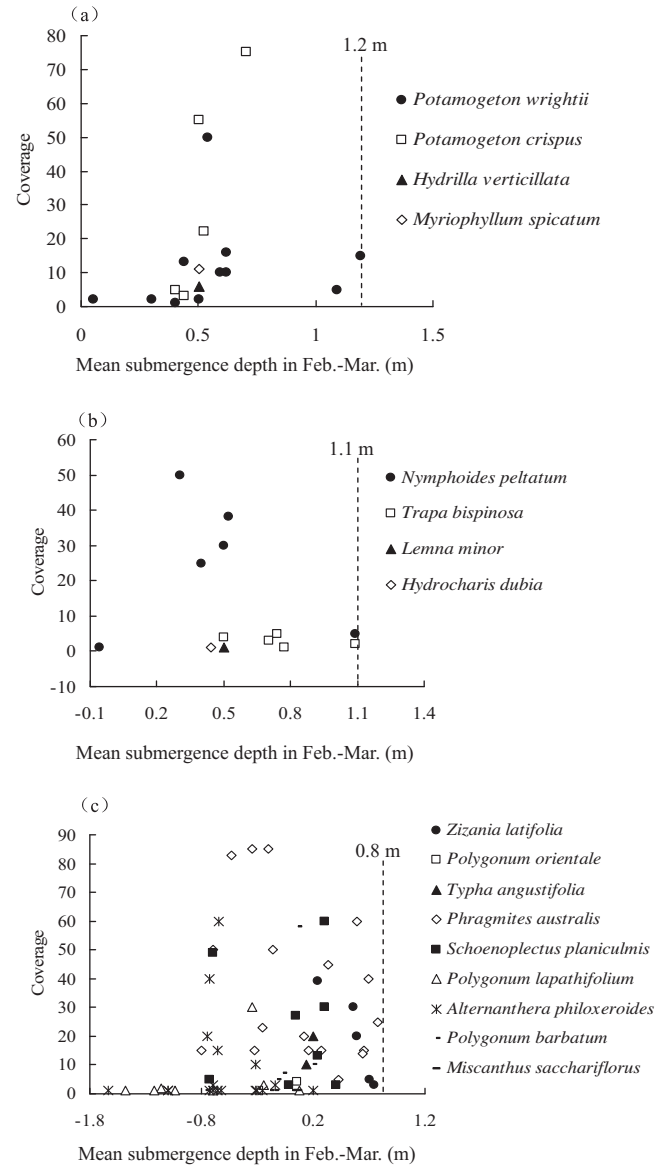 （a）
80
70
60
50
40
30
20
10
0
Coverage
1.2 m
Potamogeton wrightii
Potamogeton crispus
Hydrilla verticillata
Myriophyllum spicatum
0 0.5 1 1.5
Mean submergence depth in Feb.-Mar. (m)
（b）
60
50
40
30
20
10
0
-10
Coverage
1.1 m
Nymphoides peltatum
Trapa bispinosa
Lemna minor
Hydrocharis dubia
-0.1 0.2 0.5 0.8 1.1 1.4
Mean submergence depth in Feb.-Mar. (m)
（c）
90
80
70
60
50
40
30
20
10
0
Coverage
0.8 m
Zizania latifolia
Polygonum orientale
Typha angustifolia
Phragmites australis
Schoenoplectus planiculmis
Polygonum lapathifolium
Alternanthera philoxeroides
Polygonum barbatum
Miscanthus sacchariflorus
-1.8 -0.8 0.2 1.2
Mean submergence depth in Feb.-Mar. (m)